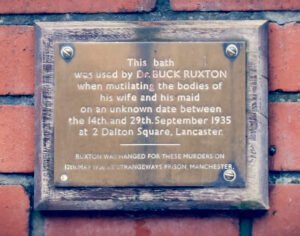 This bath
was used by Dr. BUCK RUXTON
when mutilating the bodies of
his wife and his maid
on an unknown date between
the 14th. and 29th. September 1935
at 2 Dalton Square, Lancaster.
RUXTON WAS HANGED FOR THESE MURDERS ON
12TH MAY 1936 AT STRANGEWAYS PRISON, MANCHESTER